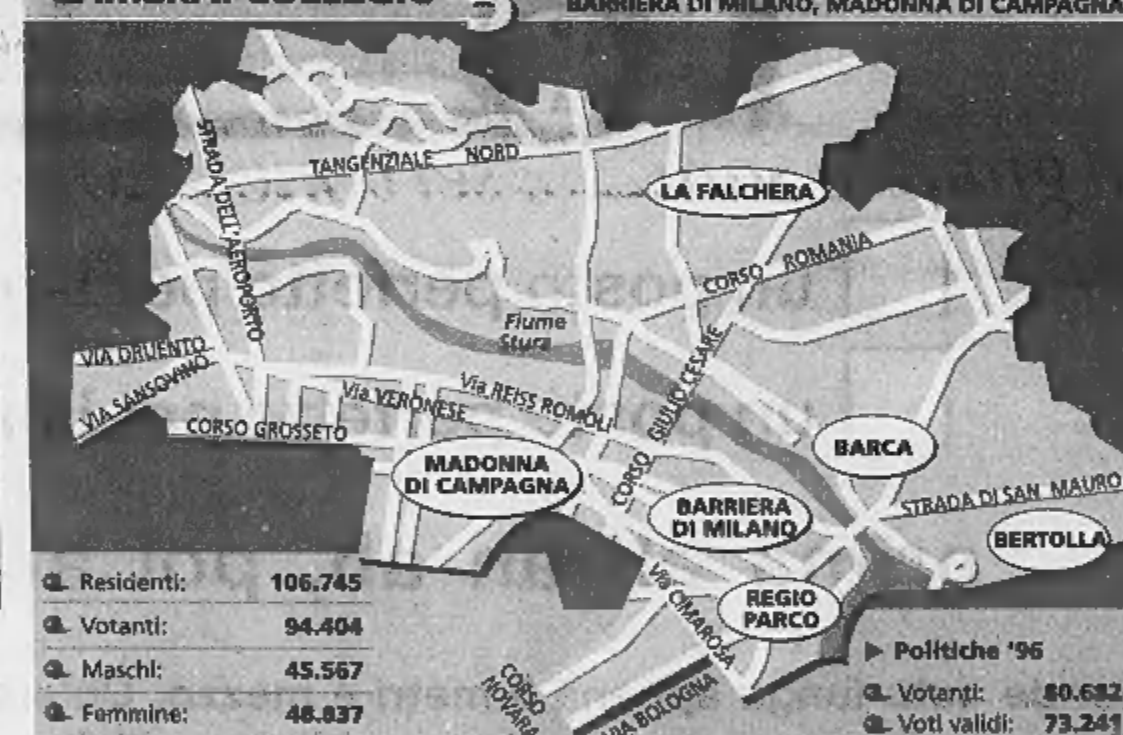 BARRIERA DI MILANO, MADONNA DI CAMPAGNA
STRADA DELL'AEROPORTO
TANGENZIALE NORD
LA FALCHERA
CORSO ROMANIA
Fiume
Stura
VIA DRUENTO
VIA SANSOVINO
CORSO GROSSETO
Via VERONESE
Via REISS ROMOLI
CORSO GIULIO CESARE
MADONNA
DI CAMPAGNA
BARCA
BARRIERA
DI MILANO
STRADA DI SAN MAURO
BERTOLLA
REGIO
PARCO
Via CIMAROSA
CORSO
NOVARA
VIA BOLOGNA
Residenti: 106.745
Votanti: 94.404
Maschi: 45.567
Femmine: 48.837
Politiche '96
Votanti: 80.682
Voti validi: 73.241